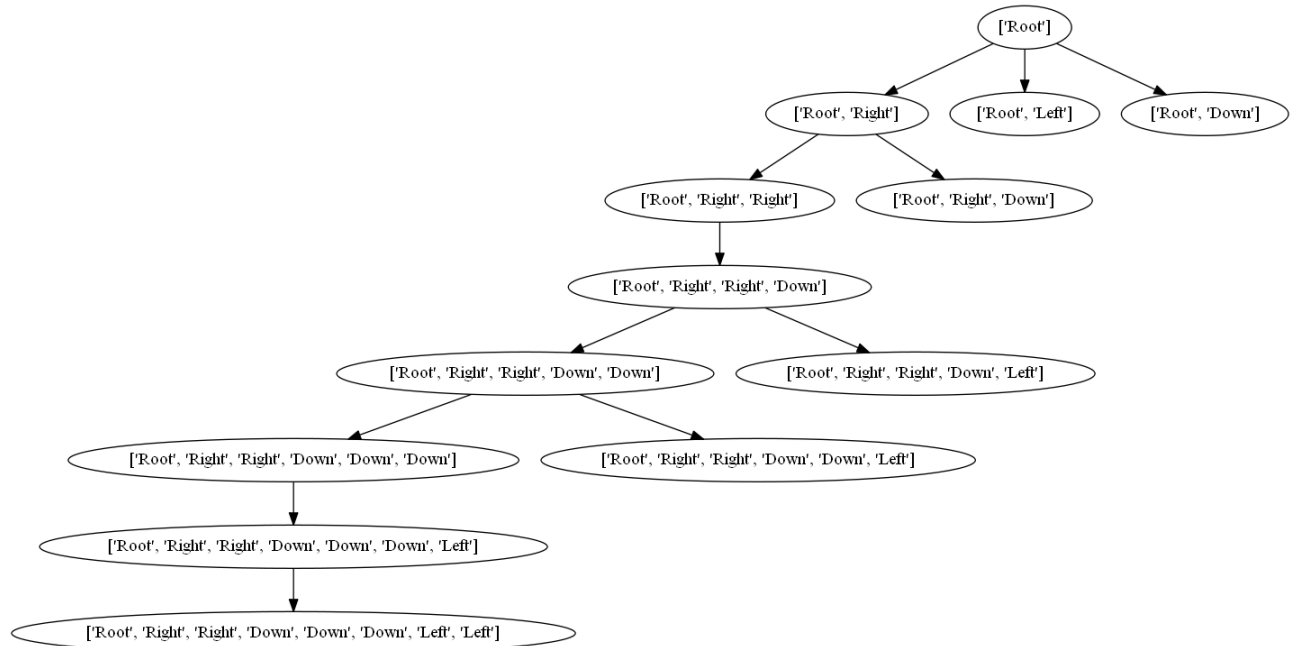 ['Root']
['Root', 'Right']
['Root', 'Left']
['Root', 'Down']
['Root', 'Right', 'Right']
['Root', 'Right', 'Down']
['Root', 'Right', 'Right', 'Down']
['Root', 'Right', 'Right', 'Down', 'Down']
['Root', 'Right', 'Right', 'Down', 'Left']
['Root', 'Right', 'Right', 'Down', 'Down', 'Down']
['Root', 'Right', 'Right', 'Down', 'Down', 'Left']
['Root', 'Right', 'Right', 'Down', 'Down', 'Down', 'Left']
['Root', 'Right', 'Right', 'Down', 'Down', 'Down', 'Left', 'Left']